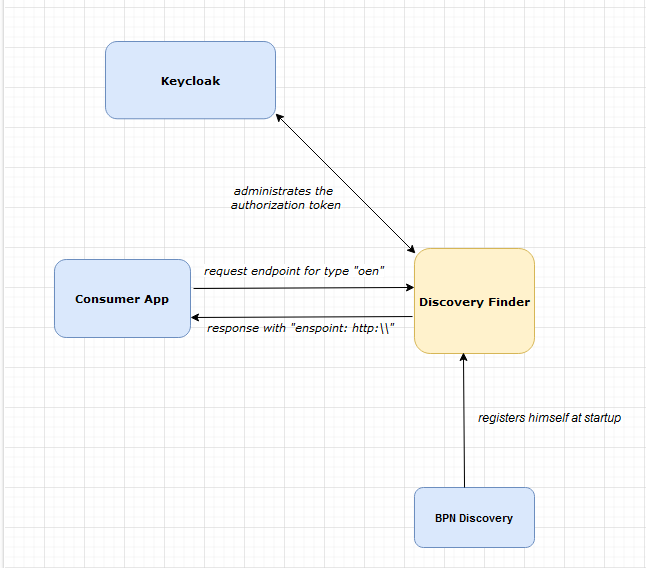 Keycloak
administrates the
authorization token
request endpoint for type "oen"
Consumer App
Discovery Finder
response with "enspoint: http:\\"
registers himself at startup
BPN Discovery